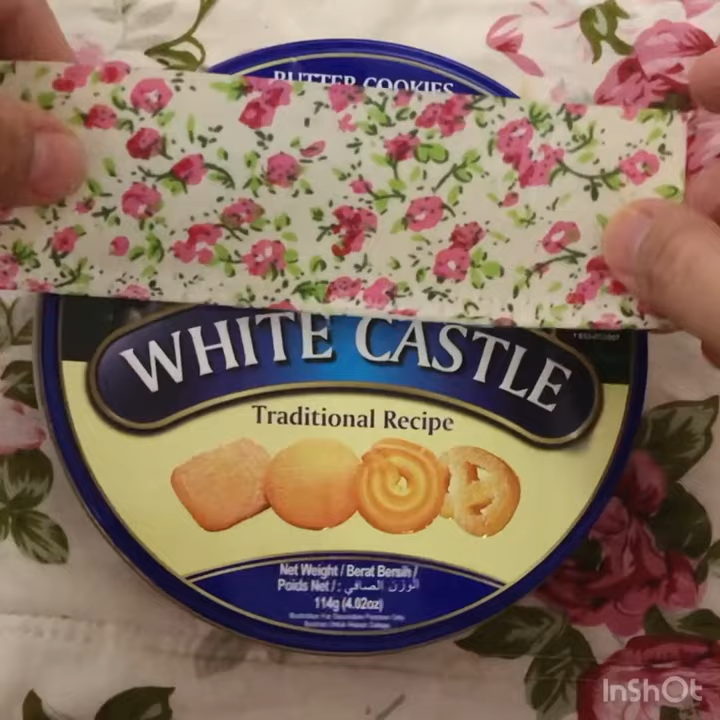 BUTTER COOKIES
WHITE CASTLE
Traditional Recipe
Net Weight / Berat Bersih /
Poids Net / : الوزن الصافي
114g (4.02oz)
InShOt